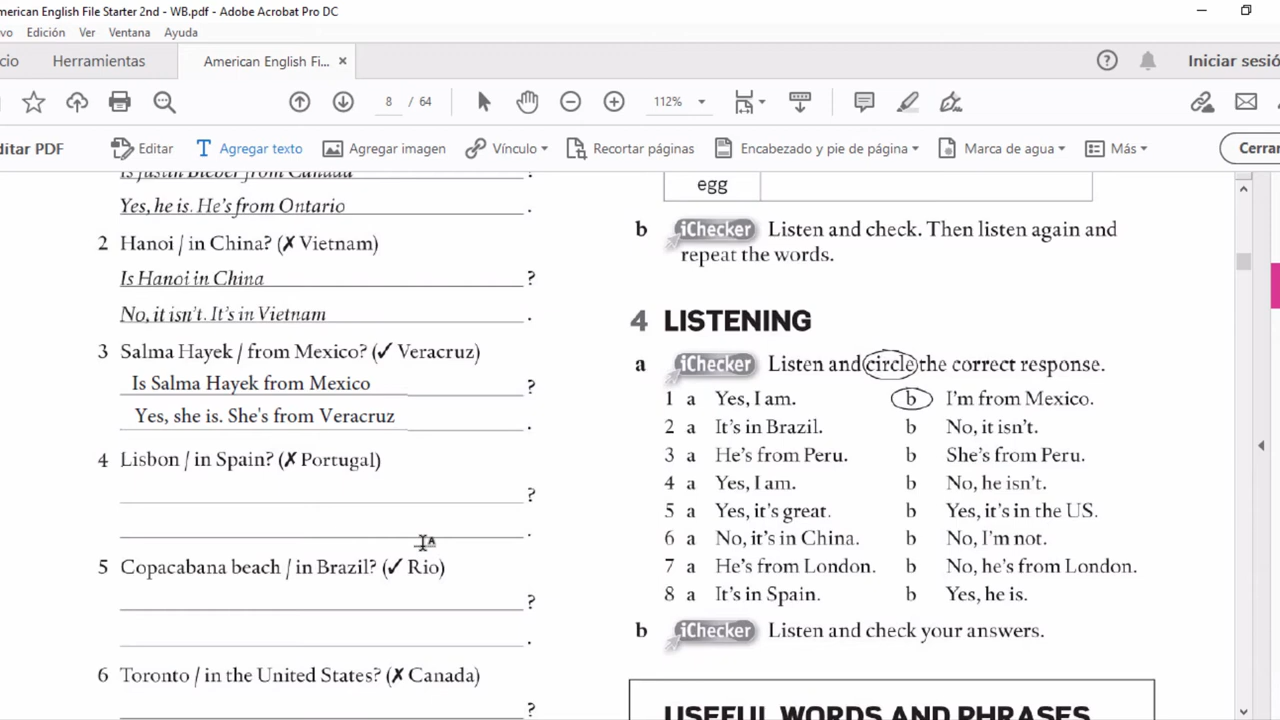 merican English File Starter 2nd - WB.pdf - Adobe Acrobat Pro DC
vo Edición Ver Ventana Ayuda
cio Herramientas American English Fi... × ? Iniciar sesió
8 / 64 112%
ditar PDF Editar Agregar texto Agregar imagen Vínculo Recortar páginas Encabezado y pie de página Marca de agua Más Cerrar
Is Justin Bieber from Canada ?
Yes, he is. He's from Ontario .
2 Hanoi / in China? (✗ Vietnam)
Is Hanoi in China ?
No, it isn't. It's in Vietnam .
3 Salma Hayek / from Mexico? (✓ Veracruz)
Is Salma Hayek from Mexico ?
Yes, she is. She's from Veracruz .
4 Lisbon / in Spain? (✗ Portugal)
?
.
5 Copacabana beach / in Brazil? (✓ Rio)
?
.
6 Toronto / in the United States? (✗ Canada)
?
egg
b iChecker Listen and check. Then listen again and
repeat the words.
4 LISTENING
a iChecker Listen and circle the correct response.
1 a Yes, I am. b I'm from Mexico.
2 a It's in Brazil. b No, it isn't.
3 a He's from Peru. b She's from Peru.
4 a Yes, I am. b No, he isn't.
5 a Yes, it's great. b Yes, it's in the US.
6 a No, it's in China. b No, I'm not.
7 a He's from London. b No, he's from London.
8 a It's in Spain. b Yes, he is.
b iChecker Listen and check your answers.
USEFUL WORDS AND PHRASES